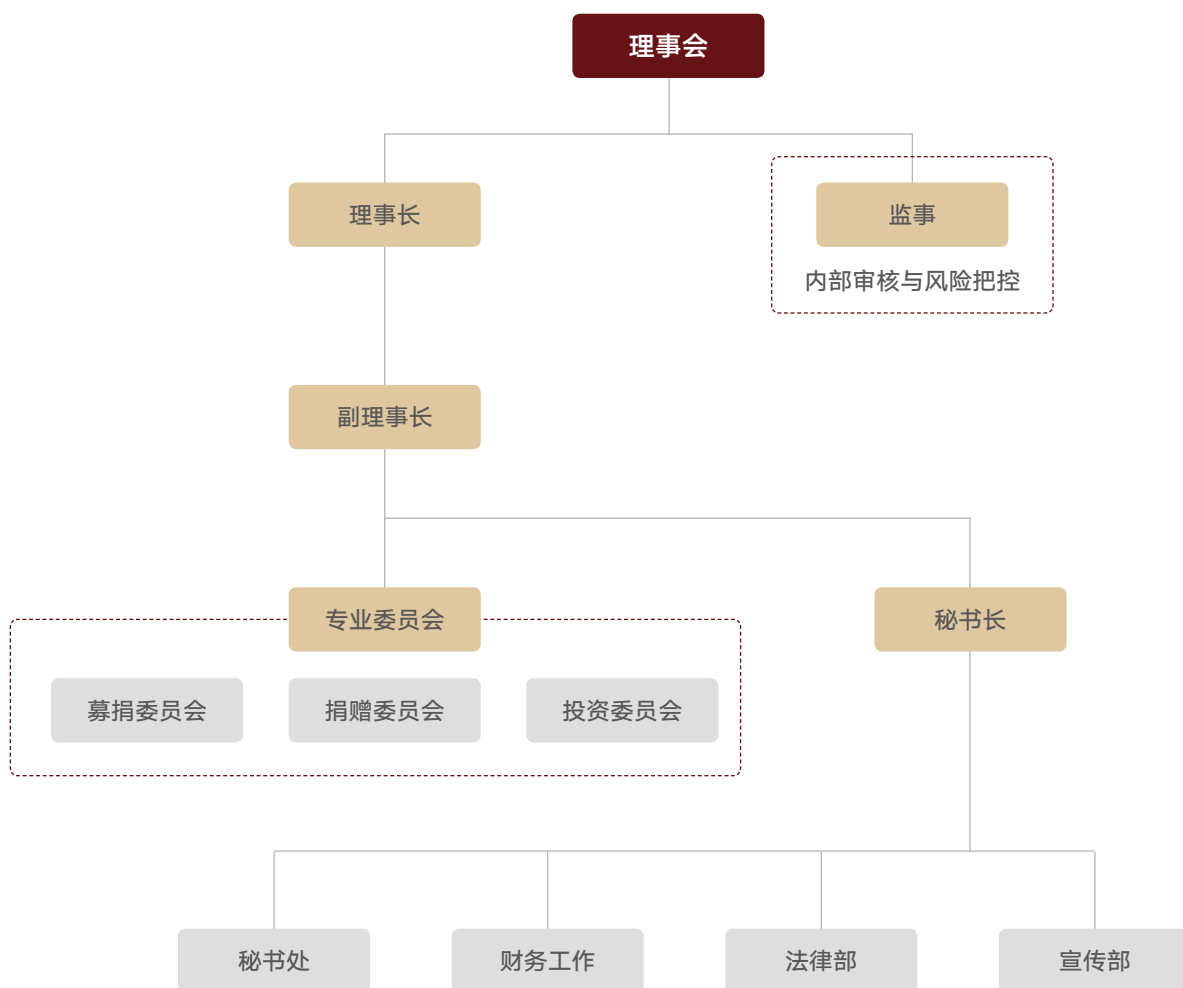 理事会
理事长
监事
内部审核与风险把控
副理事长
专业委员会
秘书长
募捐委员会
捐赠委员会
投资委员会
秘书处
财务工作
法律部
宣传部